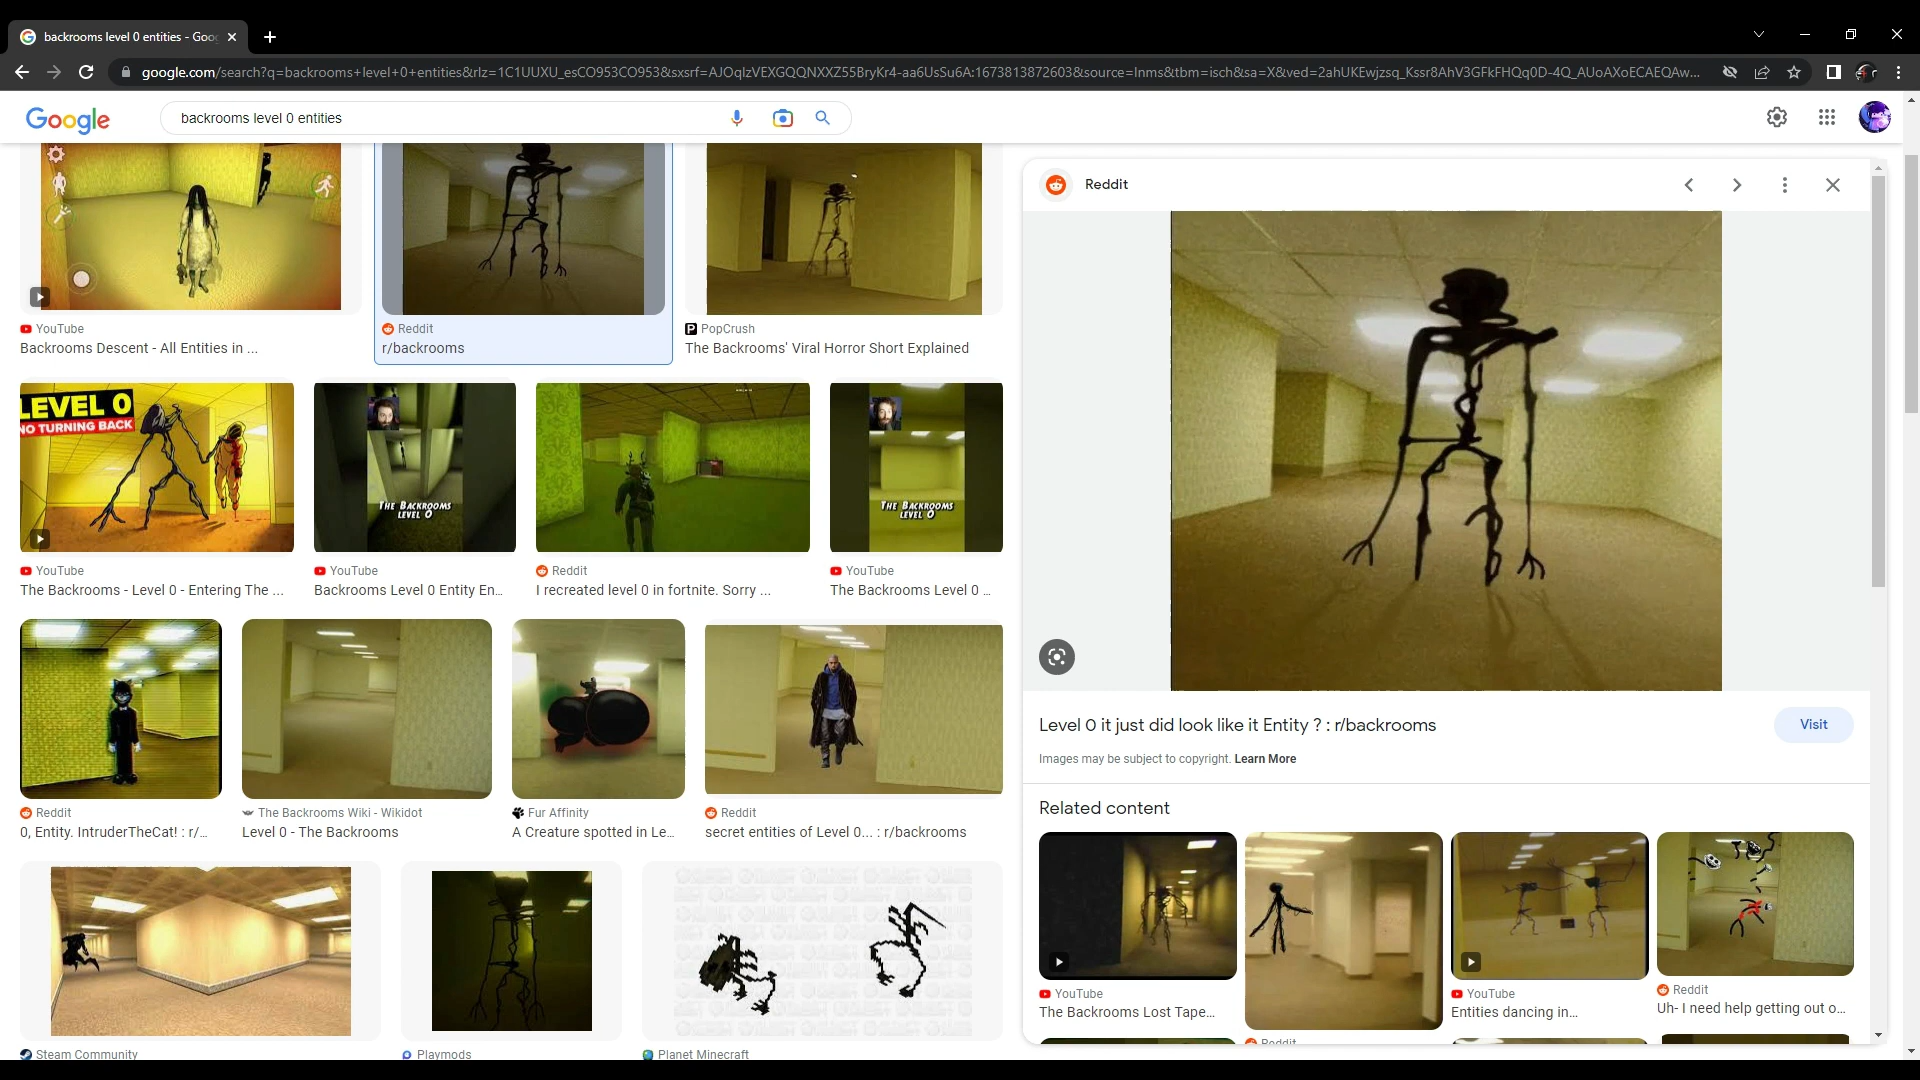 backrooms level 0 entities - Goo
google.com/search?q=backrooms+level+0+entities&rlz=1C1UUXU_esCO953CO953&sxsrf=AJOqlzVEXGQQNXXZ55BryKr4-aa6UsSu6A:1673813872603&source=lnms&tbm=isch&sa=X&ved=2ahUKEwjzsq_Kssr8AhV3GFkFHQq0D-4Q_AUoAXoECAEQAw...
Google
backrooms level 0 entities
YouTube
Backrooms Descent - All Entities in ...
Reddit
r/backrooms
PopCrush
The Backrooms' Viral Horror Short Explained
LEVEL 0
NO TURNING BACK
THE BACKROOMS
LEVEL 0
THE BACKROOMS
LEVEL 0
YouTube
The Backrooms - Level 0 - Entering The ...
YouTube
Backrooms Level 0 Entity En...
Reddit
I recreated level 0 in fortnite. Sorry ...
YouTube
The Backrooms Level 0 ...
Reddit
0, Entity. IntruderTheCat! : r/...
The Backrooms Wiki - Wikidot
Level 0 - The Backrooms
Fur Affinity
A Creature spotted in Le...
Reddit
secret entities of Level 0... : r/backrooms
Steam Community
Playmods
Planet Minecraft
Reddit
Level 0 it just did look like it Entity ? : r/backrooms
Visit
Images may be subject to copyright. Learn More
Related content
YouTube
The Backrooms Lost Tape...
Reddit
YouTube
Entities dancing in...
Reddit
Uh- I need help getting out o...